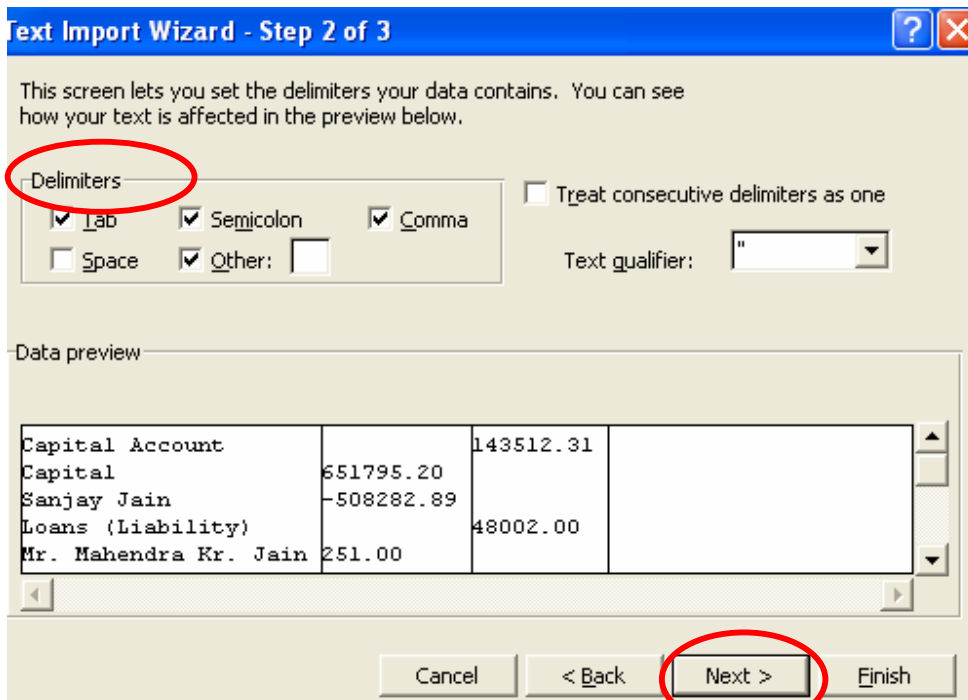 Text Import Wizard - Step 2 of 3
This screen lets you set the delimiters your data contains. You can see
how your text is affected in the preview below.
Delimiters
Tab Semicolon Comma
Space Other:
Treat consecutive delimiters as one
Text qualifier: "
Data preview
Capital Account 143512.31
Capital 651795.20
Sanjay Jain -508282.89
Loans (Liability) 48002.00
Mr. Mahendra Kr. Jain 251.00
Cancel < Back Next > Finish